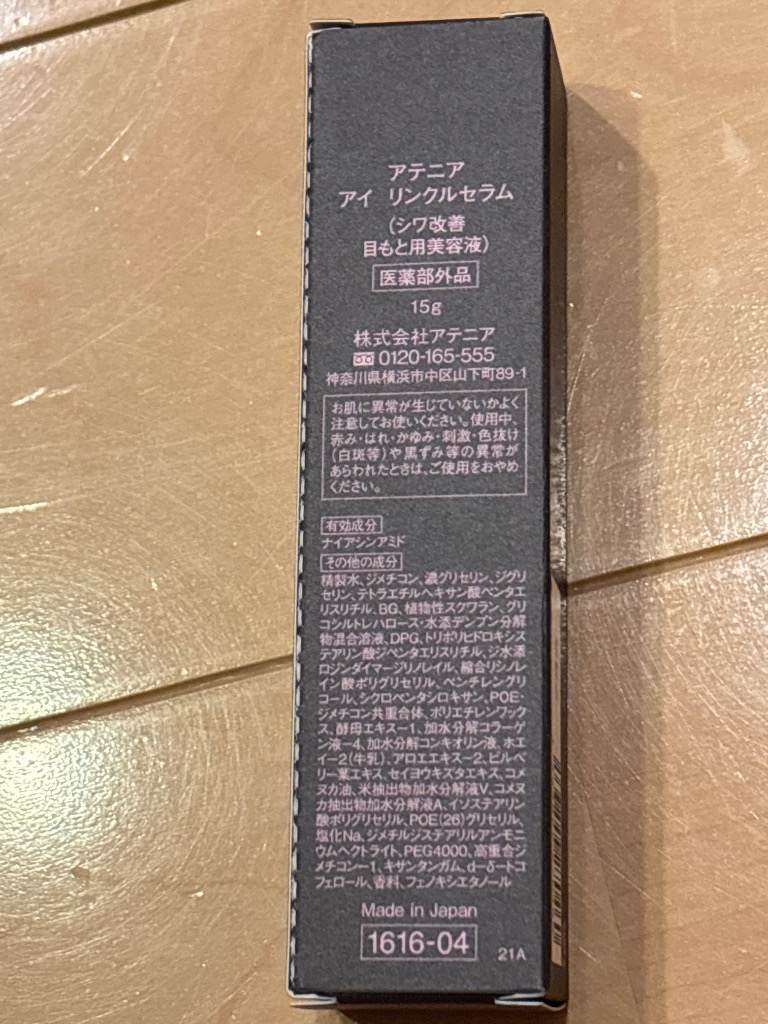 アテニア
アイ リンクルセラム
(シワ改善
目もと用美容液)
医薬部外品
15g
株式会社アテニア
0120-165-555
神奈川県横浜市中区山下町89-1
お肌に異常が生じていないかよく
注意してお使いください。使用中、
赤み・はれ・かゆみ・刺激・色抜け
(白斑等)や黒ずみ等の異常が
あらわれたときは、ご使用をおやめ
ください。
有効成分
ナイアシンアミド
その他の成分
精製水、ジメチコン、濃グリセリン、ジグリ
セリン、テトラエチルヘキサン酸ペンタエ
リスリチル、BG、植物性スクワラン、グリ
コシルトレハロース・水添デンプン分解
物混合溶液、DPG、トリポリヒドロキシス
テアリン酸ジペンタエリスリチル、ジ水添
ロジンダイマージリノレイル、縮合リシノレ
イン酸ポリグリセリル、ペンチレングリ
コール、シクロペンタシロキサン、POE・
ジメチコン共重合体、ポリエチレンワック
ス、酵母エキス-1、加水分解コラーゲ
ン液-4、加水分解コンキオリン液、ホエ
イ-2(牛乳)、アロエエキス-2、ビルベ
リー葉エキス、セイヨウキズタエキス、コメ
ヌカ油、米抽出物加水分解液V、コメヌ
カ抽出物加水分解液A、イソステアリン
酸ポリグリセリル、POE(26)グリセリル、
塩化Na、ジメチルジステアリルアンモニ
ウムヘクトライト、PEG4000、高重合ジ
メチコン-1、キサンタンガム、d-δ-トコ
フェロール、香料、フェノキシエタノール
Made in Japan
1616-04
21A